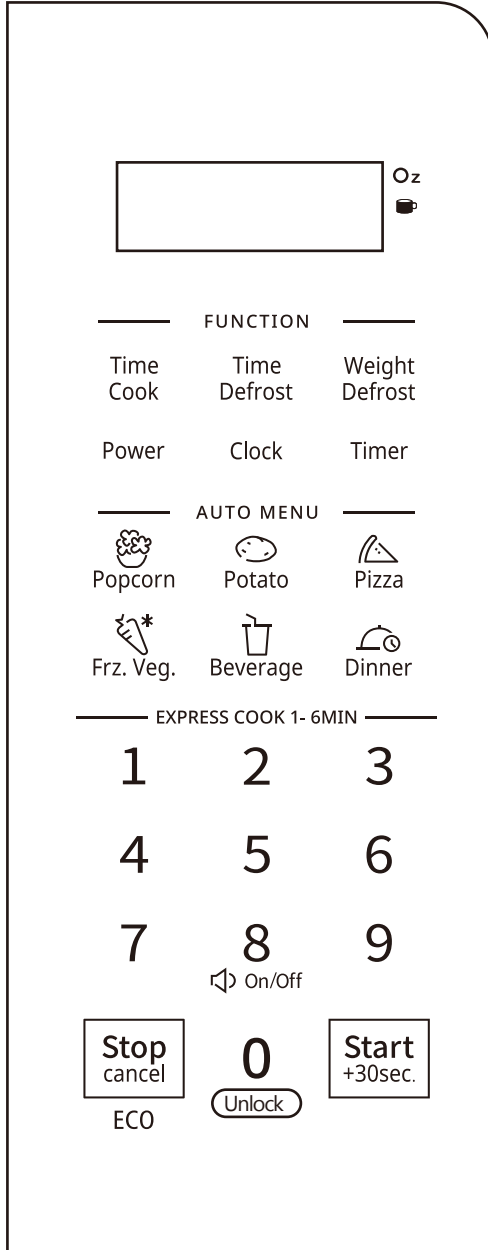 Oz
FUNCTION
Time Cook
Time Defrost
Weight Defrost
Power
Clock
Timer
AUTO MENU
Popcorn
Potato
Pizza
Frz. Veg.
Beverage
Dinner
EXPRESS COOK 1- 6MIN
1
2
3
4
5
6
7
8
9
On/Off
Stop
cancel
0
Start
+30sec.
Unlock
ECO